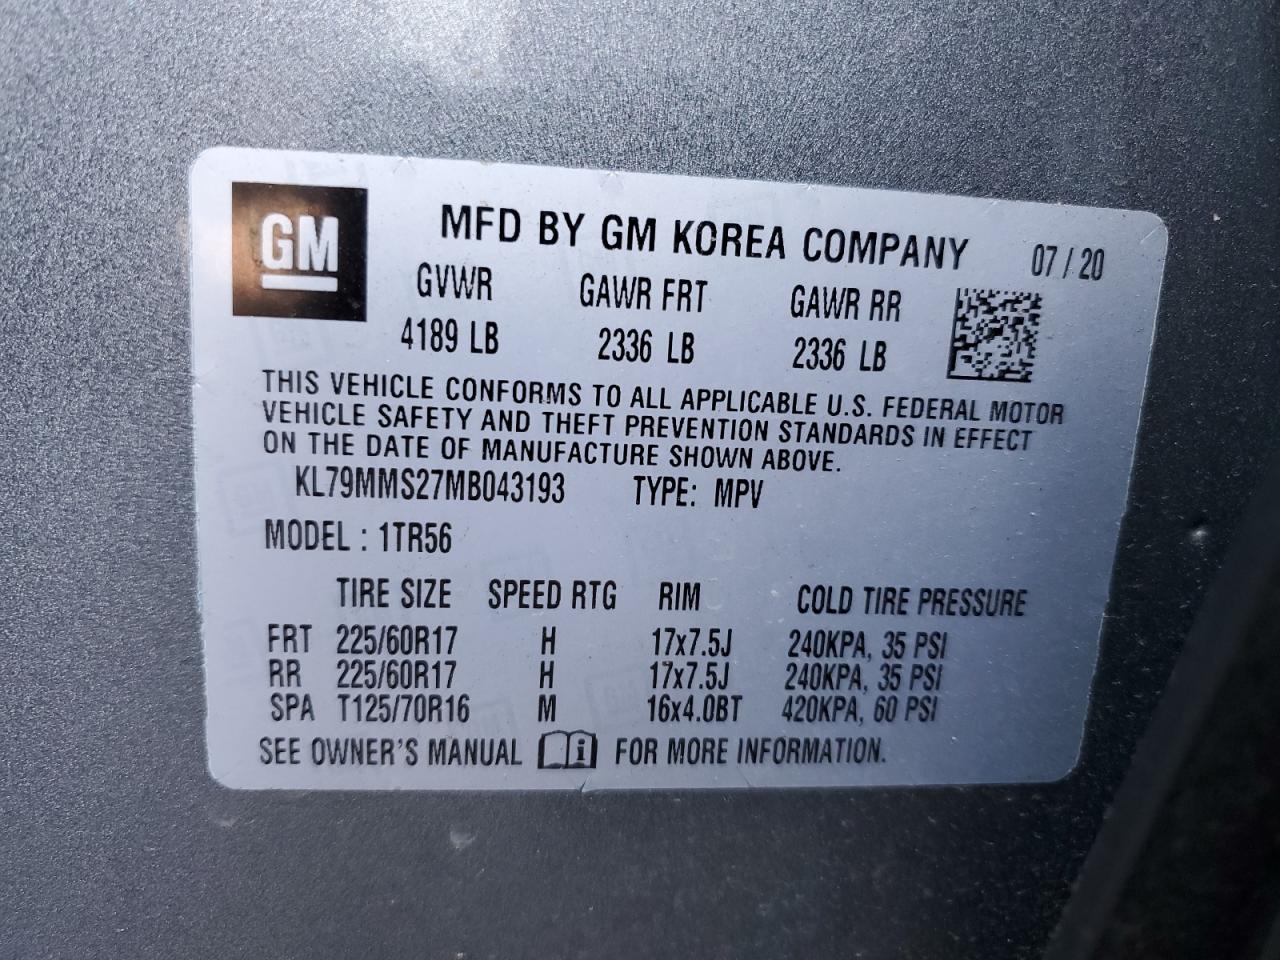 GM
MFD BY GM KOREA COMPANY 07 / 20
GVWR GAWR FRT GAWR RR
4189 LB 2336 LB 2336 LB
THIS VEHICLE CONFORMS TO ALL APPLICABLE U.S. FEDERAL MOTOR
VEHICLE SAFETY AND THEFT PREVENTION STANDARDS IN EFFECT
ON THE DATE OF MANUFACTURE SHOWN ABOVE.
KL79MMS27MB043193 TYPE: MPV
MODEL : 1TR56
TIRE SIZE SPEED RTG RIM COLD TIRE PRESSURE
FRT 225/60R17 H 17x7.5J 240KPA, 35 PSI
RR 225/60R17 H 17x7.5J 240KPA, 35 PSI
SPA T125/70R16 M 16x4.0BT 420KPA, 60 PSI
SEE OWNER'S MANUAL i FOR MORE INFORMATION.